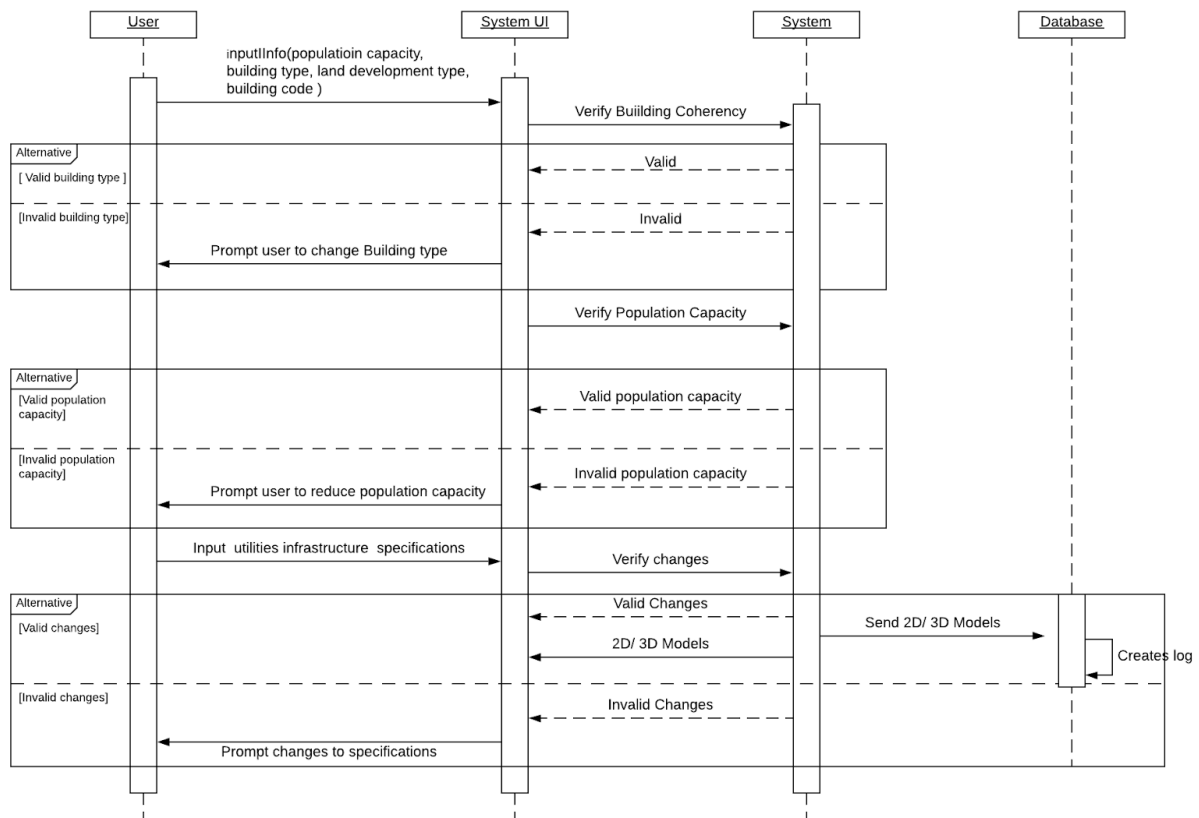 User
System UI
System
Database
inputIInfo(populatioin capacity,
building type, land development type,
building code )
Verify Buiilding Coherency
Alternative
[ Valid building type ]
Valid
[Invalid building type]
Invalid
Prompt user to change Building type
Verify Population Capacity
Alternative
[Valid population
capacity]
Valid population capacity
[Invalid population
capacity]
Invalid population capacity
Prompt user to reduce population capacity
Input utilities infrastructure specifications
Verify changes
Alternative
Valid Changes
[Valid changes]
Send 2D/ 3D Models
2D/ 3D Models
Creates log
[Invalid changes]
Invalid Changes
Prompt changes to specifications